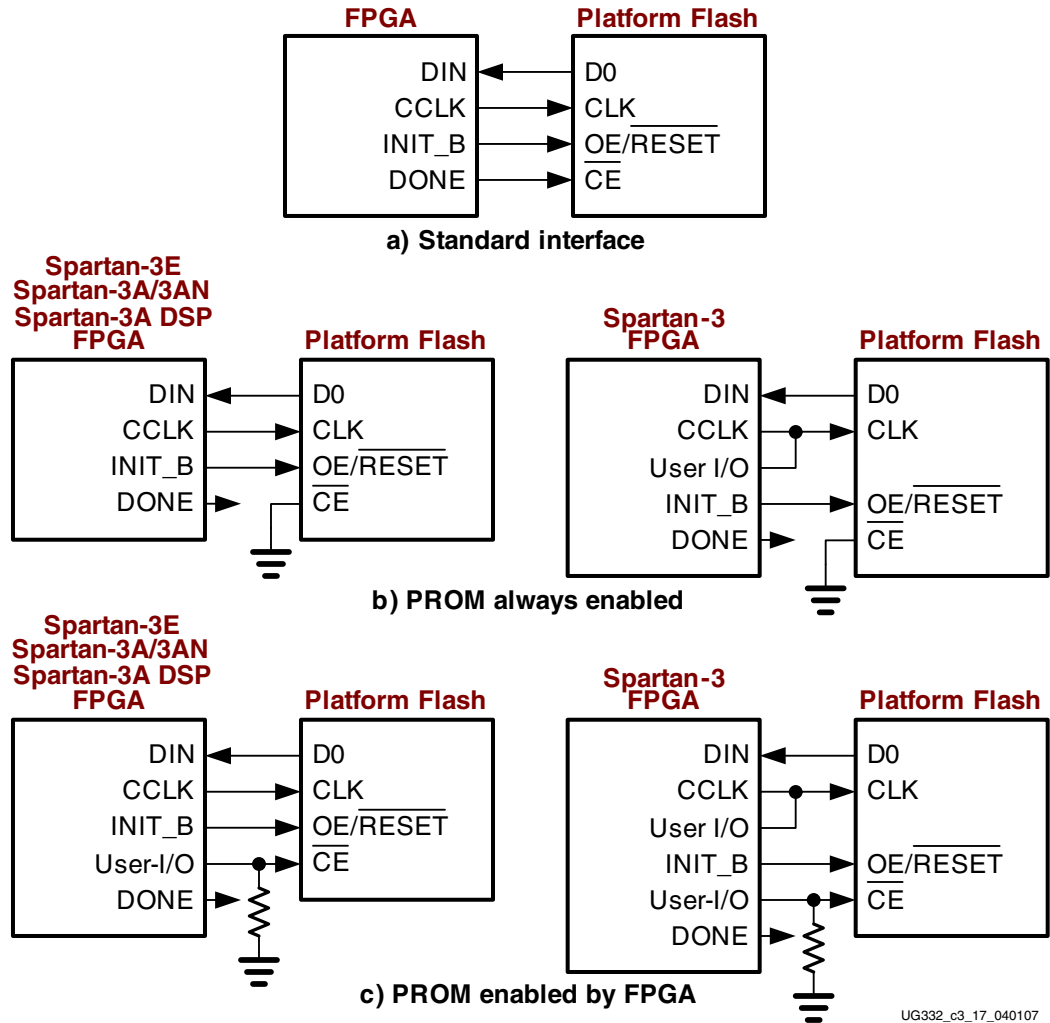 FPGA
Platform Flash
DIN
D0
CCLK
CLK
INIT_B
OE/RESET
DONE
CE
a) Standard interface
Spartan-3E
Spartan-3A/3AN
Spartan-3A DSP
FPGA
Platform Flash
DIN
D0
CCLK
CLK
INIT_B
OE/RESET
DONE
CE
Spartan-3
FPGA
Platform Flash
DIN
D0
CCLK
CLK
User I/O
INIT_B
OE/RESET
DONE
CE
b) PROM always enabled
Spartan-3E
Spartan-3A/3AN
Spartan-3A DSP
FPGA
Platform Flash
DIN
D0
CCLK
CLK
INIT_B
OE/RESET
User-I/O
CE
DONE
Spartan-3
FPGA
Platform Flash
DIN
D0
CCLK
CLK
User I/O
INIT_B
OE/RESET
User-I/O
CE
DONE
c) PROM enabled by FPGA
UG332_c3_17_040107